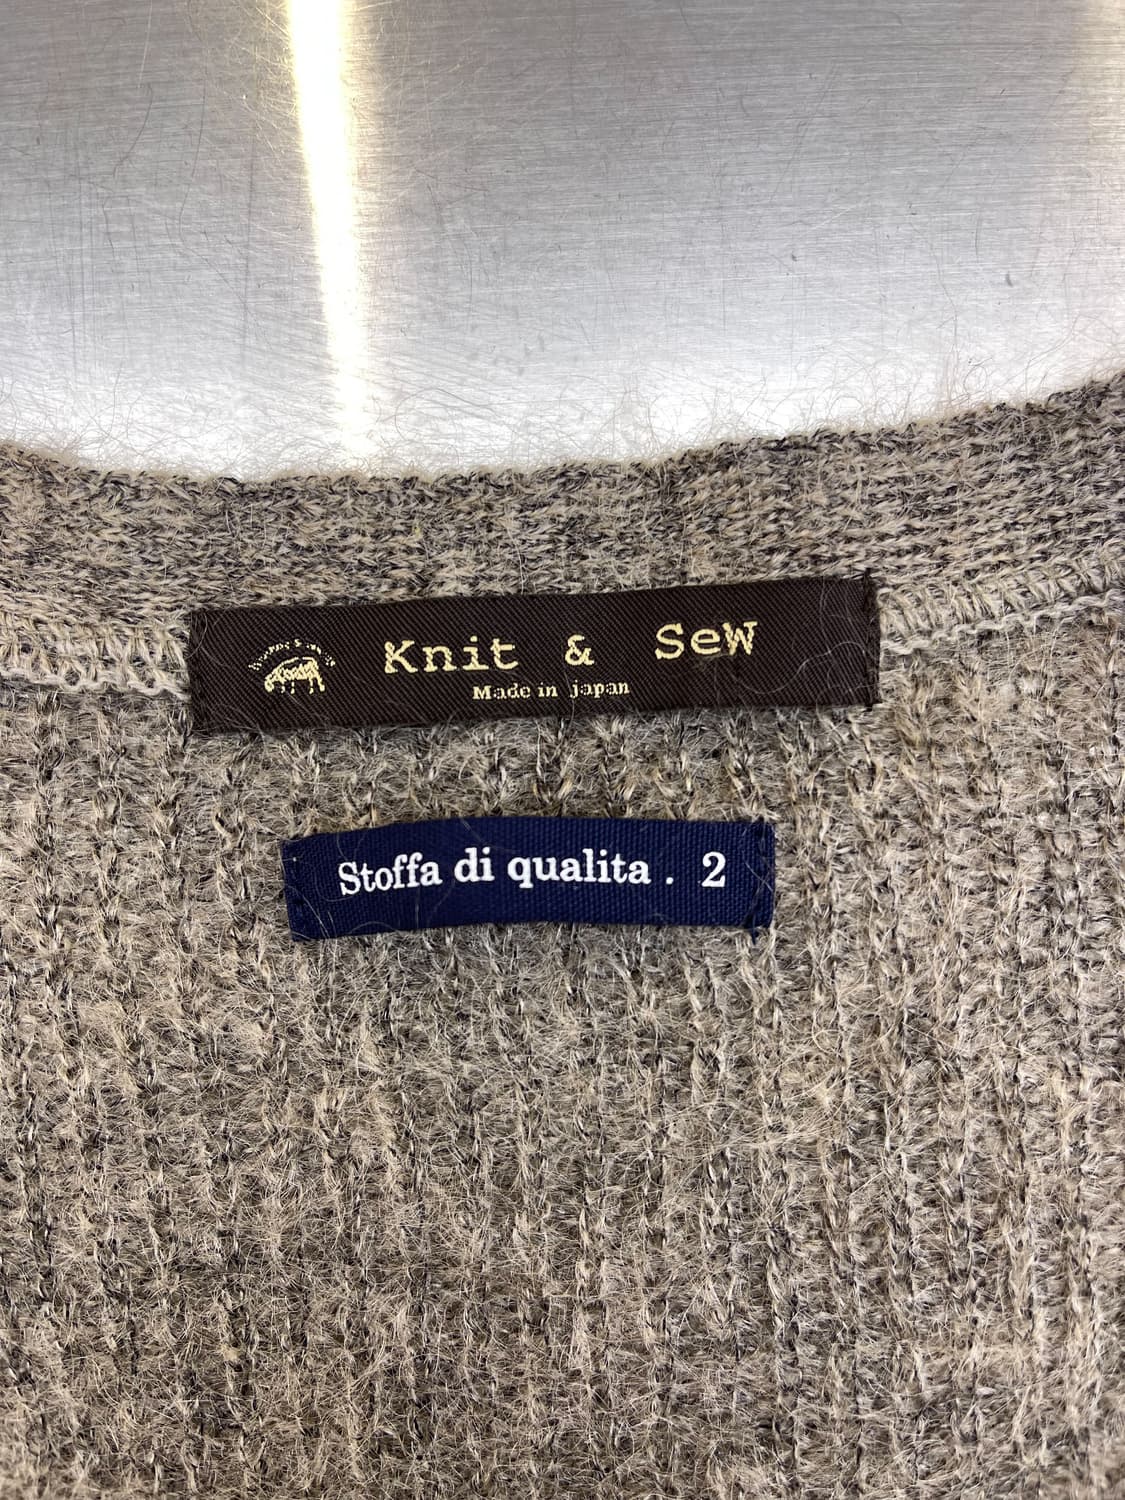 Knit & SeW
Made in japan
Stoffa di qualita . 2